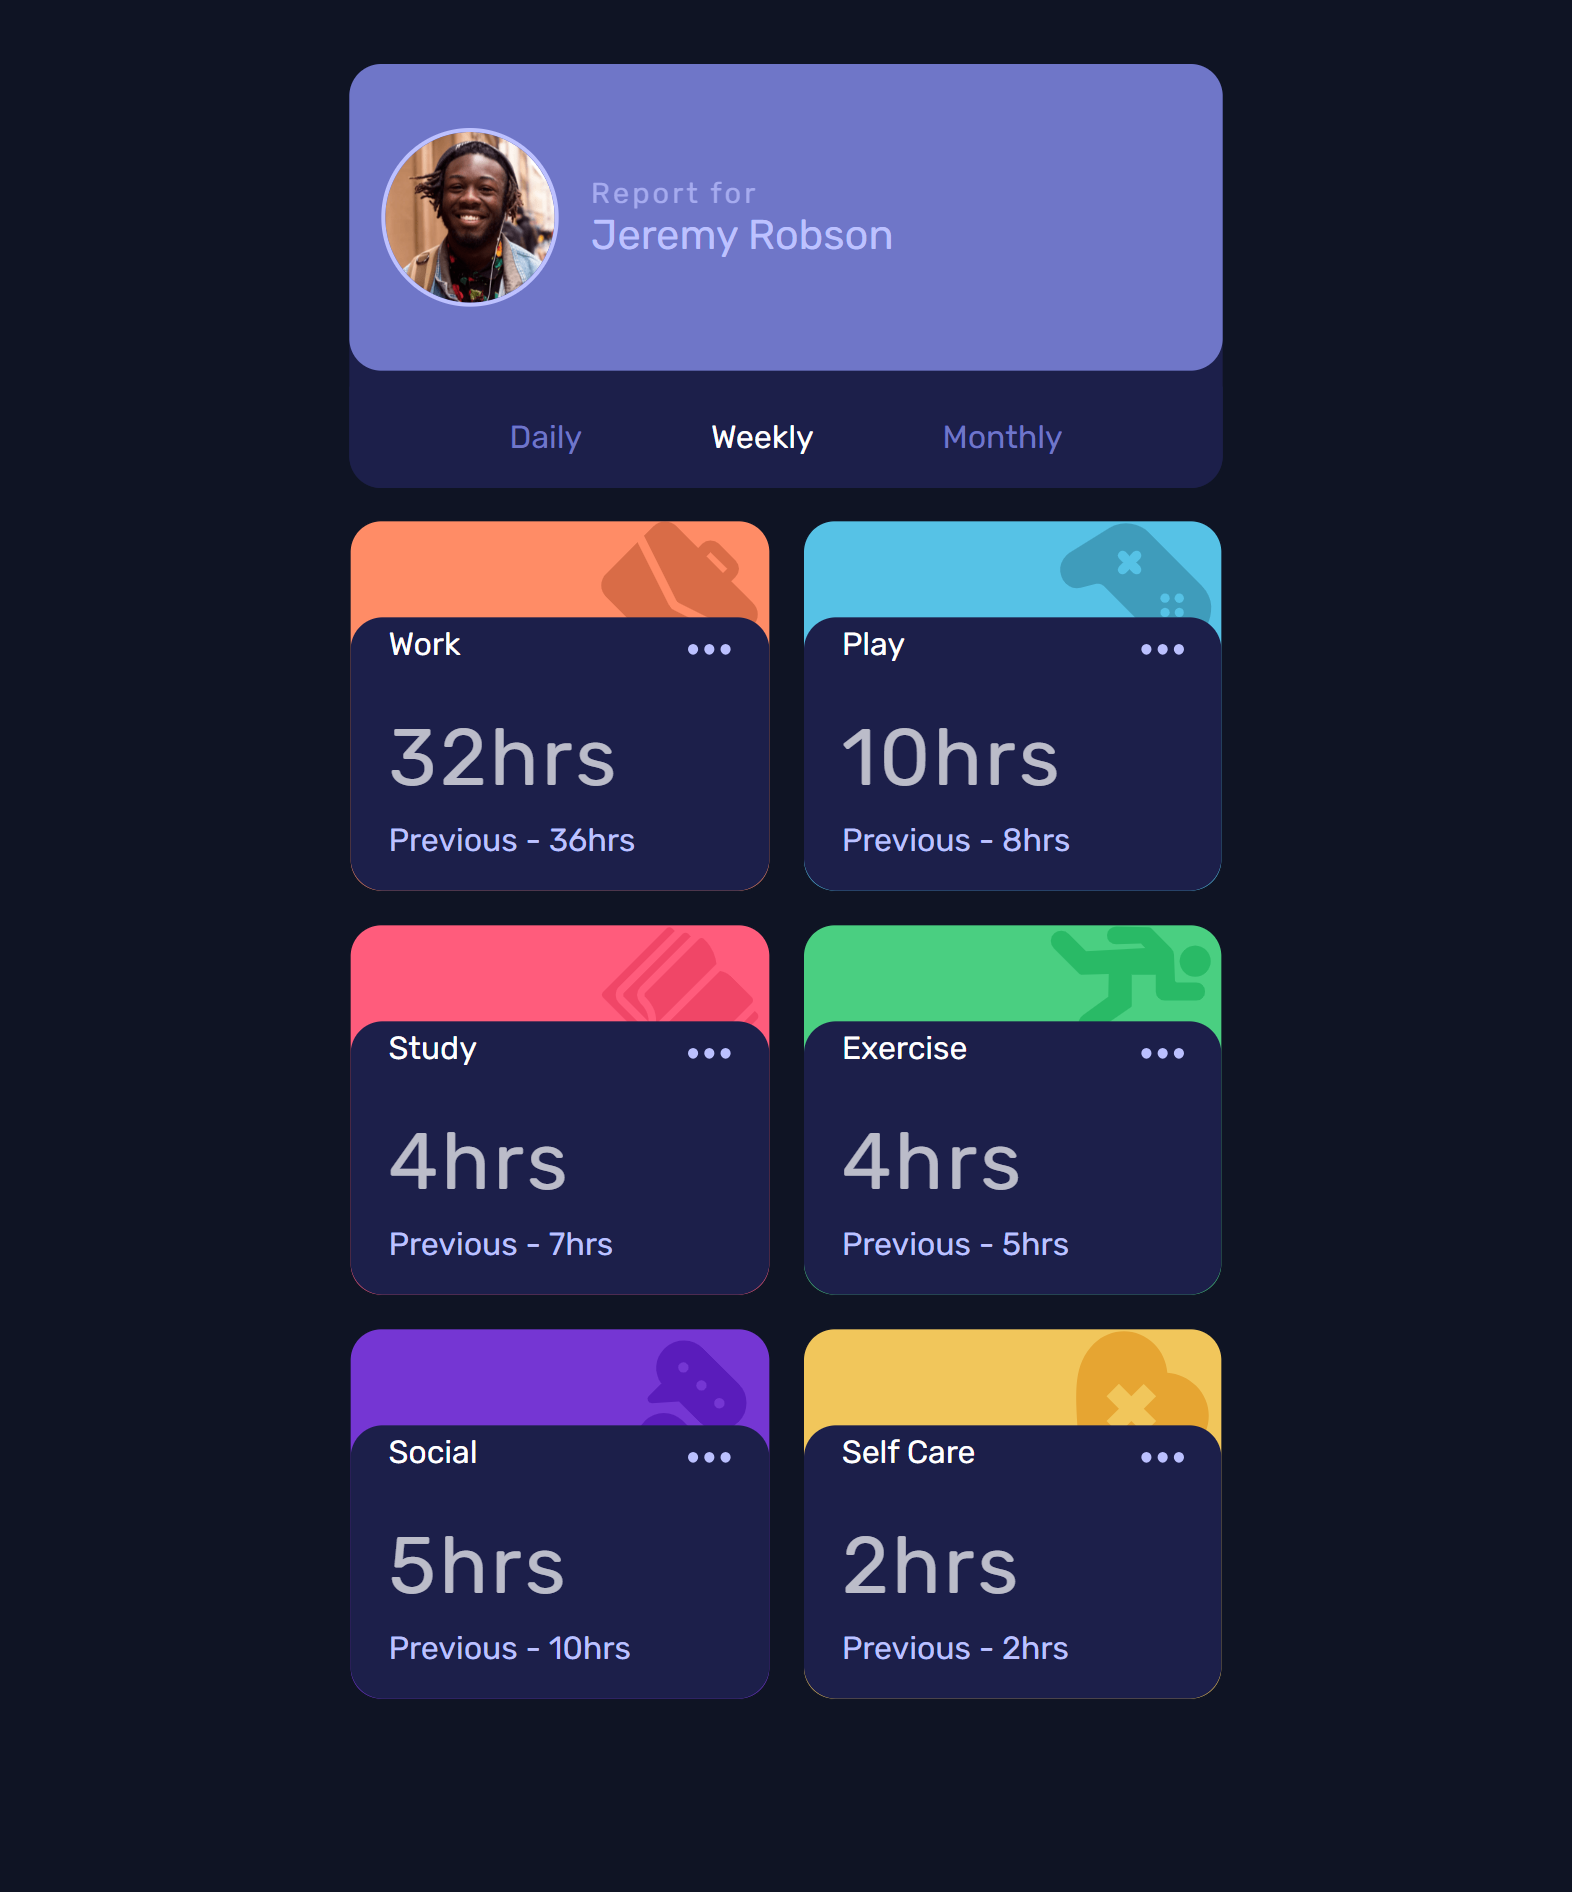 Report for
Jeremy Robson
Daily Weekly Monthly
Work
32hrs
Previous - 36hrs
Play
10hrs
Previous - 8hrs
Study
4hrs
Previous - 7hrs
Exercise
4hrs
Previous - 5hrs
Social
5hrs
Previous - 10hrs
Self Care
2hrs
Previous - 2hrs